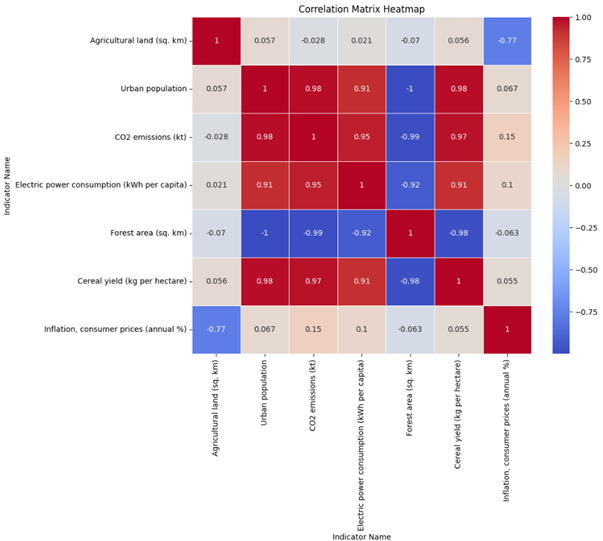 Correlation Matrix Heatmap
Indicator Name
Agricultural land (sq. km) 1 0.057 -0.028 0.021 -0.07 0.056 -0.77
Urban population 0.057 1 0.98 0.91 -1 0.98 0.067
CO2 emissions (kt) -0.028 0.98 1 0.95 -0.99 0.97 0.15
Electric power consumption (kWh per capita) 0.021 0.91 0.95 1 -0.92 0.91 0.1
Forest area (sq. km) -0.07 -1 -0.99 -0.92 1 -0.98 -0.063
Cereal yield (kg per hectare) 0.056 0.98 0.97 0.91 -0.98 1 0.055
Inflation, consumer prices (annual %) -0.77 0.067 0.15 0.1 -0.063 0.055 1
Agricultural land (sq. km)
Urban population
CO2 emissions (kt)
Electric power consumption (kWh per capita)
Forest area (sq. km)
Cereal yield (kg per hectare)
Inflation, consumer prices (annual %)
Indicator Name
1.00
0.75
0.50
0.25
0.00
−0.25
−0.50
−0.75